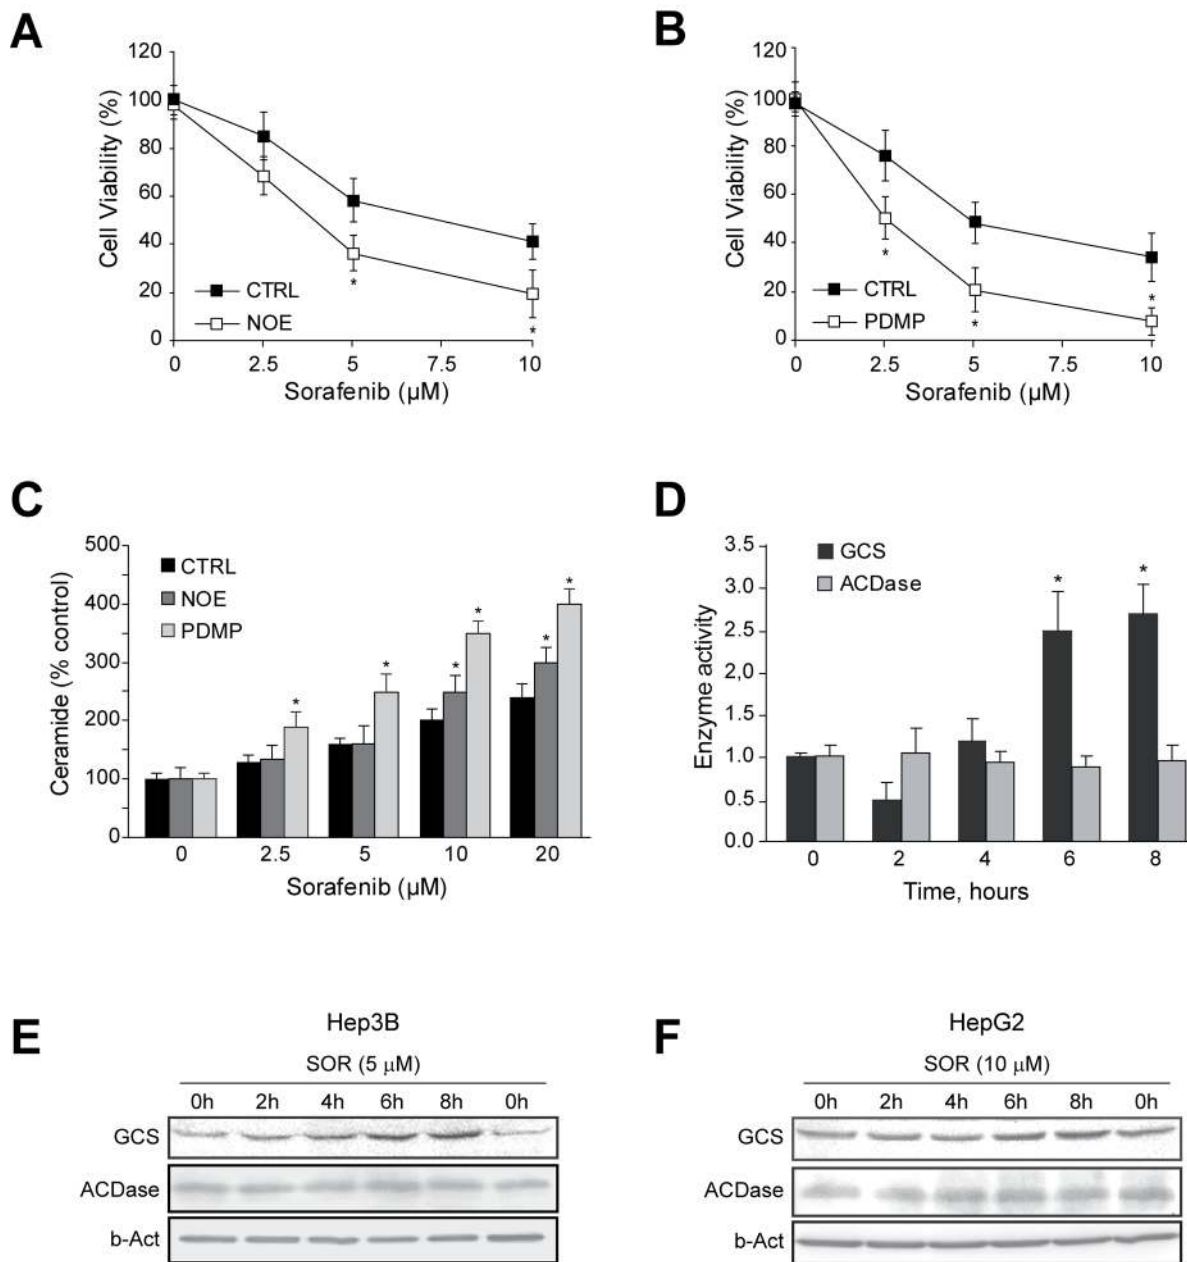 A
120
100
80
60
40
20
0
Cell Viability (%)
CTRL
NOE
0 2.5 5 7.5 10
Sorafenib (µM)
B
120
100
80
60
40
20
0
Cell Viability (%)
*
*
*
*
*
CTRL
PDMP
0 2.5 5 7.5 10
Sorafenib (µM)
C
500
400
300
200
100
0
Ceramide (% control)
CTRL
NOE
PDMP
* * * * * *
0 2.5 5 10 20
Sorafenib (µM)
D
3.5
3.0
2.5
2,0
1.5
1.0
0.5
0.0
Enzyme activity
GCS
ACDase
* *
0 2 4 6 8
Time, hours
E
Hep3B
SOR (5 µM)
0h 2h 4h 6h 8h 0h
GCS
ACDase
b-Act
F
HepG2
SOR (10 µM)
0h 2h 4h 6h 8h 0h
GCS
ACDase
b-Act